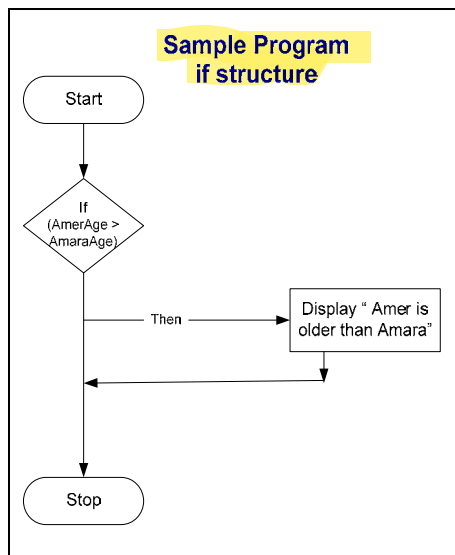 Sample Program
if structure
Start
If
(AmerAge >
AmaraAge)
Then
Display “ Amer is
older than Amara”
Stop